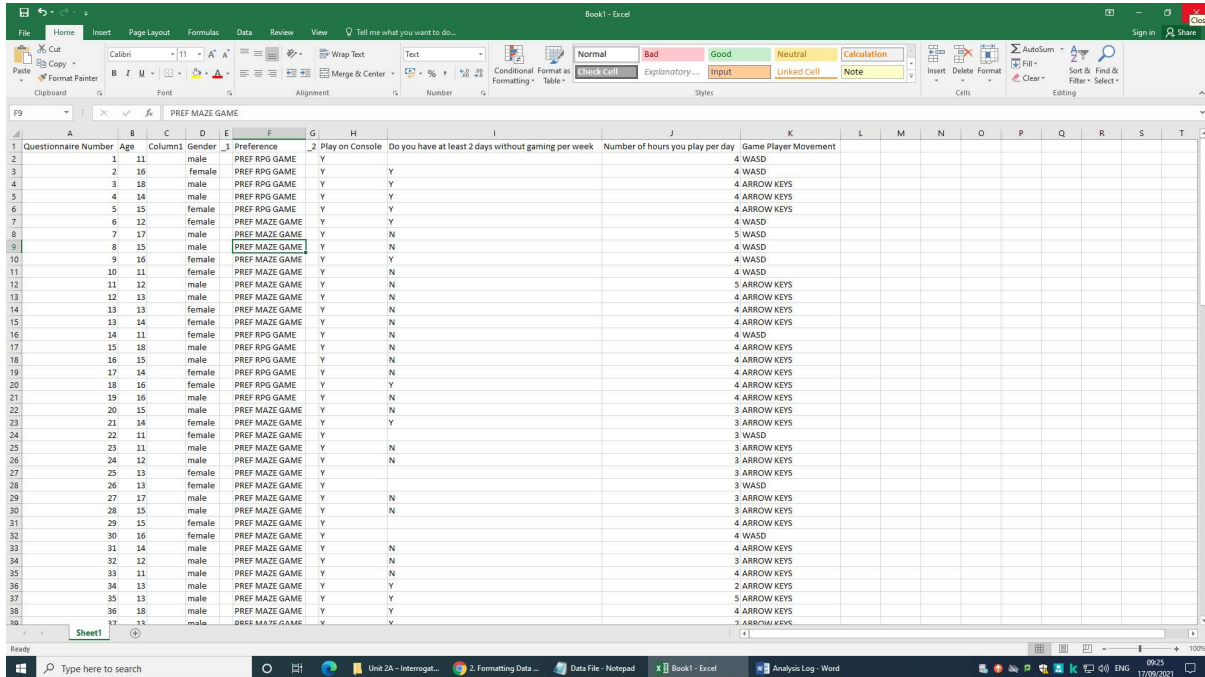 Book1 - Excel
Close
File Home Insert Page Layout Formulas Data Review View Tell me what you want to do... Sign in Share
Cut Calibri 11 Wrap Text Text Normal Bad Good Neutral Calculation AutoSum
Copy Fill
Paste Format Painter B I U Merge & Center % Conditional Formatting Format as Table Check Cell Explanatory ... Input Linked Cell Note Insert Delete Format Clear Sort & Filter Find & Select
Clipboard Font Alignment Number Styles Cells Editing
F9 fx PREF MAZE GAME
A B C D E F G H I J K L M N O P Q R S T
1 Questionnaire Number Age Column1 Gender _1 Preference _2 Play on Console Do you have at least 2 days without gaming per week Number of hours you play per day Game Player Movement
2 1 11 male PREF RPG GAME Y 4 WASD
3 2 16 female PREF RPG GAME Y Y 4 WASD
4 3 18 male PREF RPG GAME Y Y 4 ARROW KEYS
5 4 14 male PREF RPG GAME Y Y 4 ARROW KEYS
6 5 15 female PREF RPG GAME Y Y 4 ARROW KEYS
7 6 12 female PREF MAZE GAME Y Y 4 WASD
8 7 17 male PREF MAZE GAME Y N 5 WASD
9 8 15 male PREF MAZE GAME Y N 4 WASD
10 9 16 female PREF MAZE GAME Y Y 4 WASD
11 10 11 female PREF MAZE GAME Y N 4 WASD
12 11 12 male PREF MAZE GAME Y N 5 ARROW KEYS
13 12 13 male PREF MAZE GAME Y N 4 ARROW KEYS
14 13 13 female PREF MAZE GAME Y N 4 ARROW KEYS
15 13 14 female PREF MAZE GAME Y N 4 ARROW KEYS
16 14 11 female PREF RPG GAME Y N 4 WASD
17 15 18 male PREF RPG GAME Y N 4 ARROW KEYS
18 16 15 male PREF RPG GAME Y N 4 ARROW KEYS
19 17 14 female PREF RPG GAME Y N 4 ARROW KEYS
20 18 16 female PREF RPG GAME Y Y 4 ARROW KEYS
21 19 16 male PREF RPG GAME Y N 4 ARROW KEYS
22 20 15 male PREF MAZE GAME Y N 3 ARROW KEYS
23 21 14 female PREF MAZE GAME Y Y 3 ARROW KEYS
24 22 11 female PREF MAZE GAME Y 3 WASD
25 23 11 male PREF MAZE GAME Y N 3 ARROW KEYS
26 24 12 male PREF MAZE GAME Y N 3 ARROW KEYS
27 25 13 female PREF MAZE GAME Y 3 ARROW KEYS
28 26 13 female PREF MAZE GAME Y 3 WASD
29 27 17 male PREF MAZE GAME Y N 3 ARROW KEYS
30 28 15 male PREF MAZE GAME Y N 3 ARROW KEYS
31 29 15 female PREF MAZE GAME Y 4 ARROW KEYS
32 30 16 female PREF MAZE GAME Y 4 WASD
33 31 14 male PREF MAZE GAME Y N 4 ARROW KEYS
34 32 12 male PREF MAZE GAME Y N 3 ARROW KEYS
35 33 11 male PREF MAZE GAME Y N 4 ARROW KEYS
36 34 13 male PREF MAZE GAME Y Y 2 ARROW KEYS
37 35 13 male PREF MAZE GAME Y Y 5 ARROW KEYS
38 36 18 male PREF MAZE GAME Y Y 4 ARROW KEYS
39 37 13 male PREF MAZE GAME Y Y ARROW KEYS
Sheet1
Ready 100%
Type here to search Unit 2A – Interrogat... 2. Formatting Data ... Data File - Notepad Book1 - Excel Analysis Log - Word ENG 09:25
17/09/2021